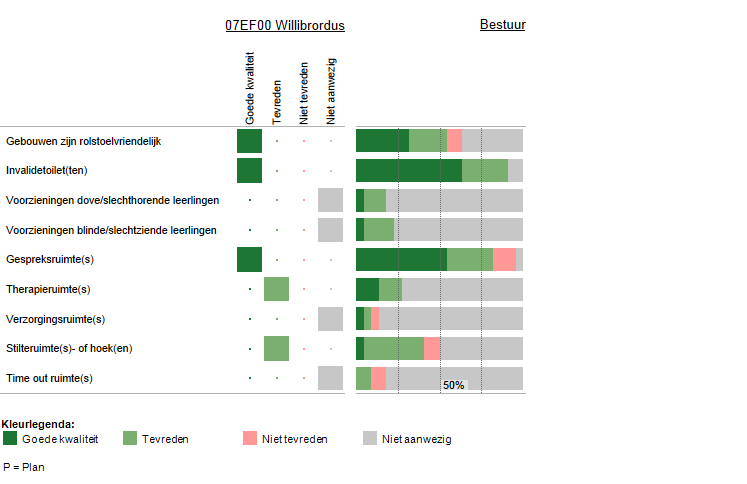 07EF00 Willibrordus
Bestuur
Goede kwaliteit
Tevreden
Niet tevreden
Niet aanwezig
Gebouwen zijn rolstoelvriendelijk
Invalidetoilet(ten)
Voorzieningen dove/slechthorende leerlingen
Voorzieningen blinde/slechtziende leerlingen
Gespreksruimte(s)
Therapieruimte(s)
Verzorgingsruimte(s)
Stilteruimte(s)- of hoek(en)
Time out ruimte(s)
50%
Kleurlegenda:
Goede kwaliteit Tevreden Niet tevreden Niet aanwezig
P = Plan